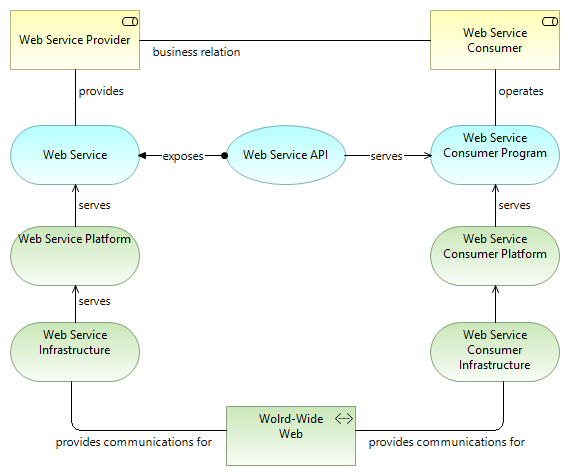 Web Service Provider
Web Service
Consumer
business relation
provides
operates
Web Service
exposes
Web Service API
serves
Web Service
Consumer Program
serves
serves
Web Service Platform
Web Service
Consumer Platform
serves
Web Service
Infrastructure
Web Service
Consumer
Infrastructure
Wolrd-Wide
Web
provides communications for
provides communications for